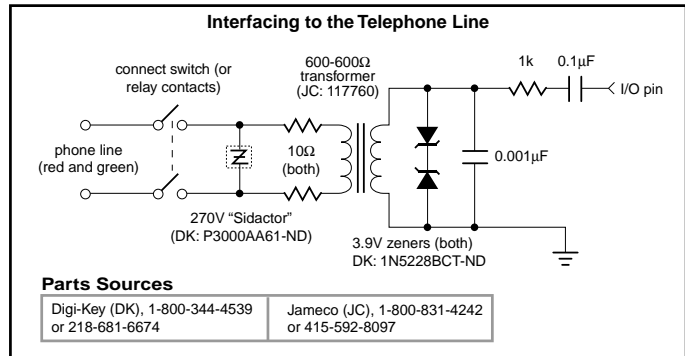 Interfacing to the Telephone Line
connect switch (or
relay contacts)
600-600Ω
transformer
(JC: 117760)
1k
0.1µF
I/O pin
phone line
(red and green)
10Ω
(both)
0.001µF
270V “Sidactor”
(DK: P3000AA61-ND)
3.9V zeners (both)
DK: 1N5228BCT-ND
Parts Sources
Digi-Key (DK), 1-800-344-4539
or 218-681-6674
Jameco (JC), 1-800-831-4242
or 415-592-8097